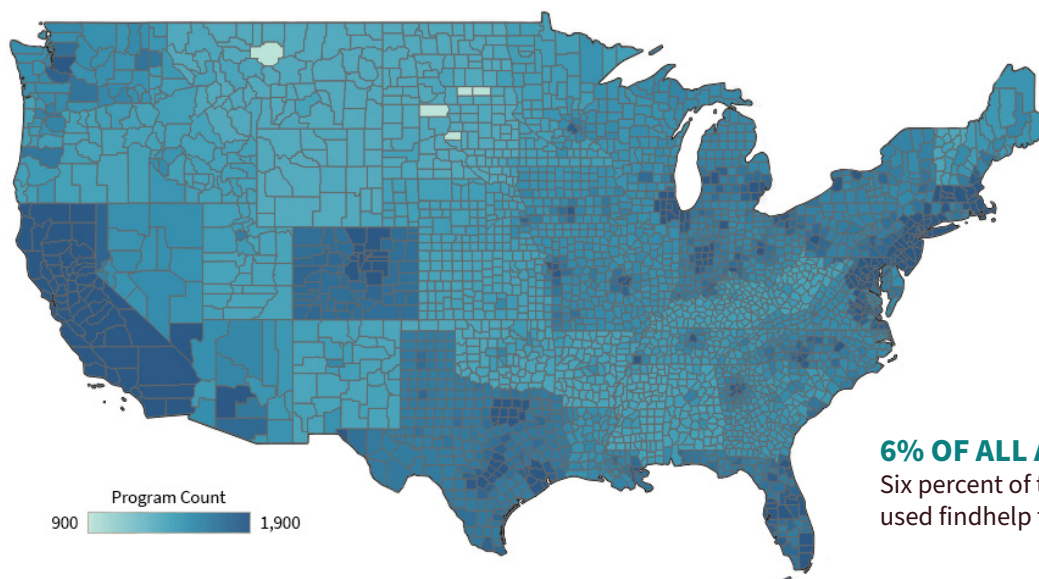 Program Count
900 1,900
6% OF ALL A
Six percent of t
used findhelp